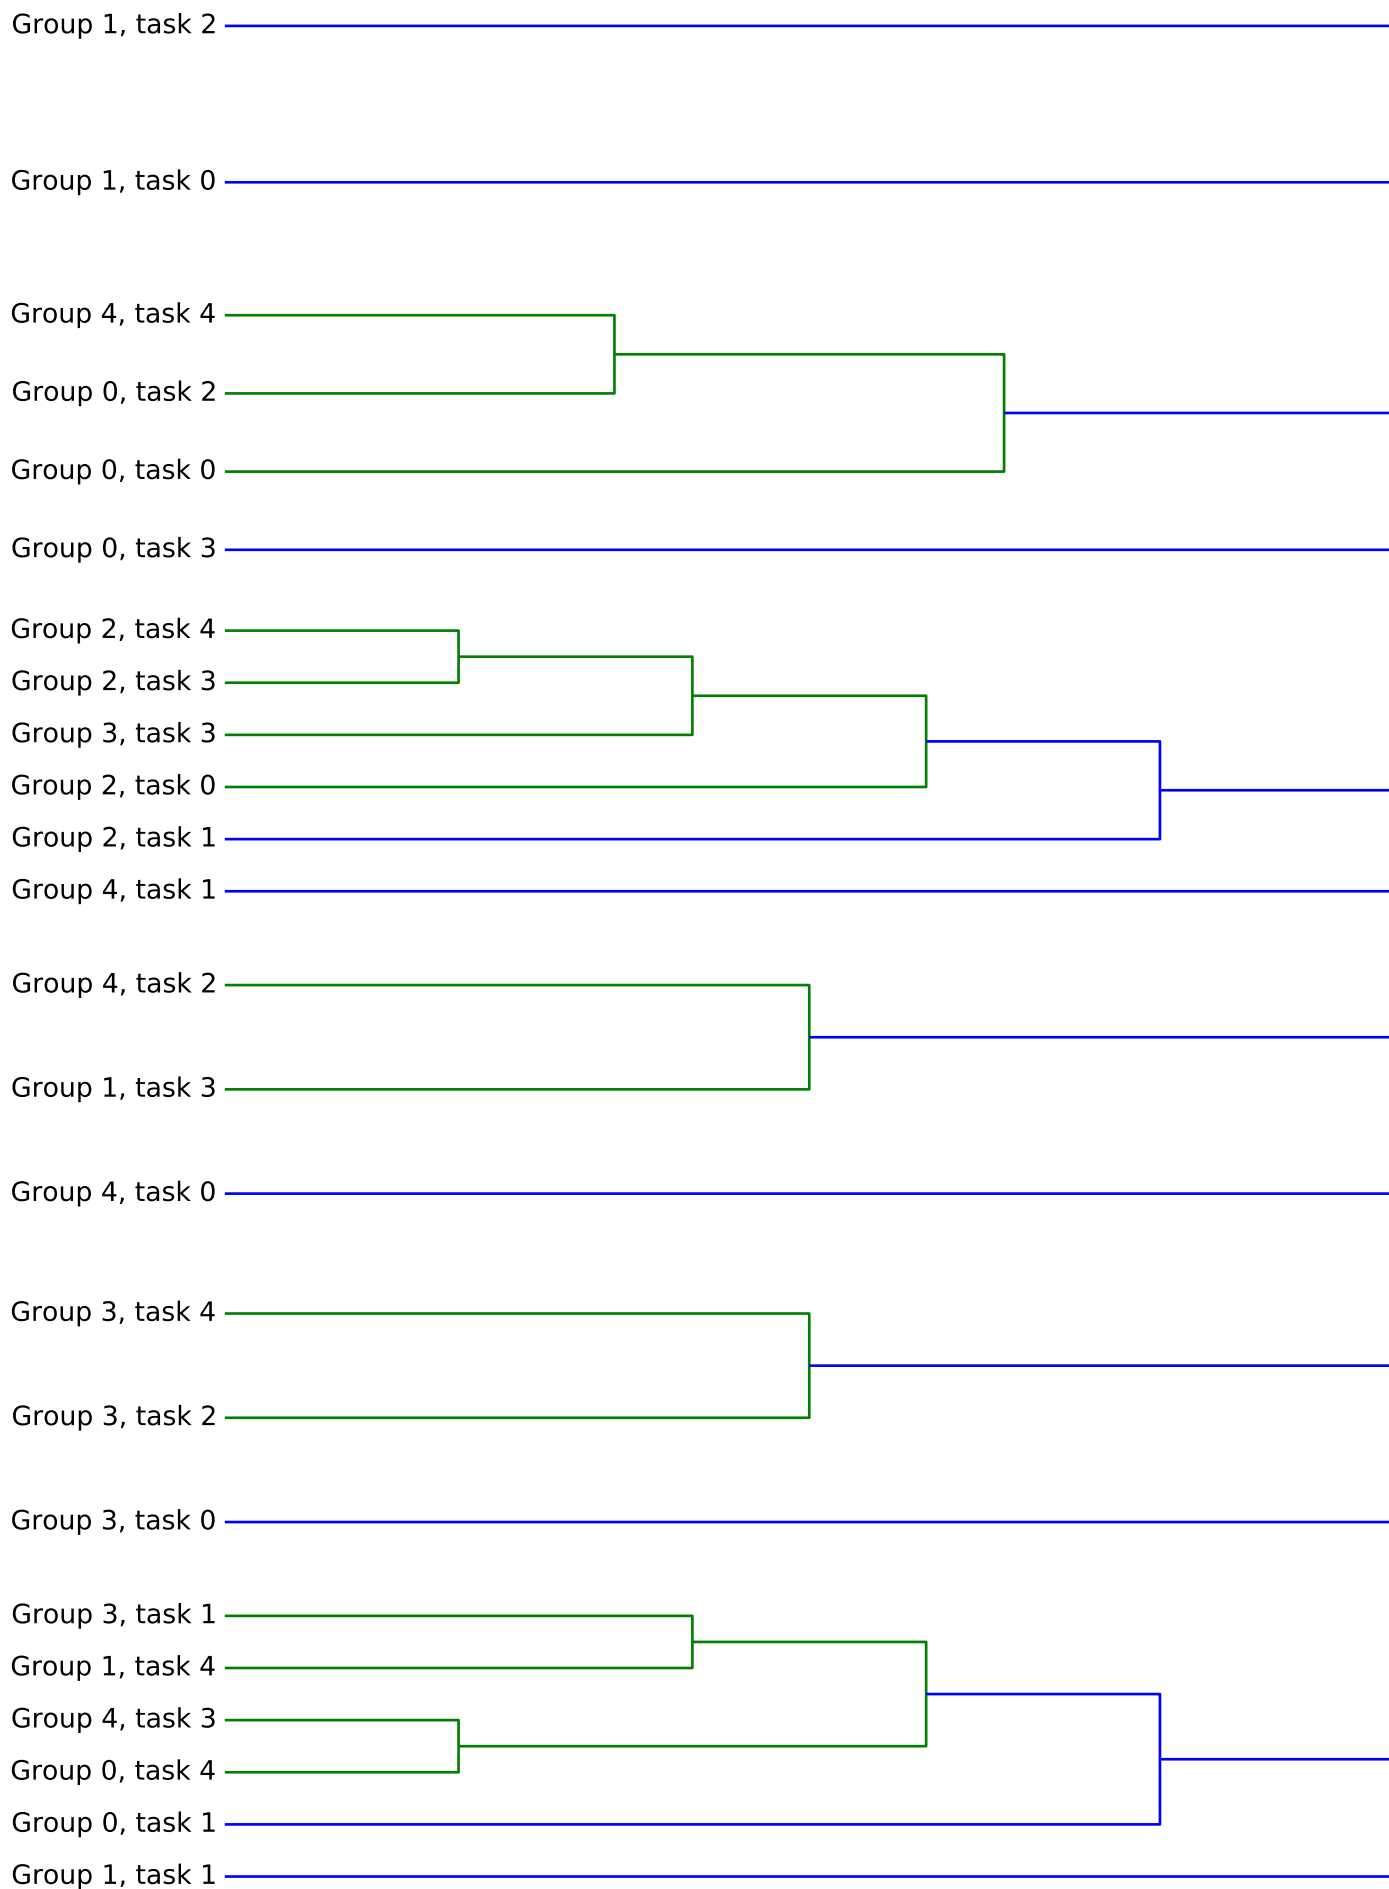 Group 1, task 2
Group 1, task 0
Group 4, task 4
Group 0, task 2
Group 0, task 0
Group 0, task 3
Group 2, task 4
Group 2, task 3
Group 3, task 3
Group 2, task 0
Group 2, task 1
Group 4, task 1
Group 4, task 2
Group 1, task 3
Group 4, task 0
Group 3, task 4
Group 3, task 2
Group 3, task 0
Group 3, task 1
Group 1, task 4
Group 4, task 3
Group 0, task 4
Group 0, task 1
Group 1, task 1